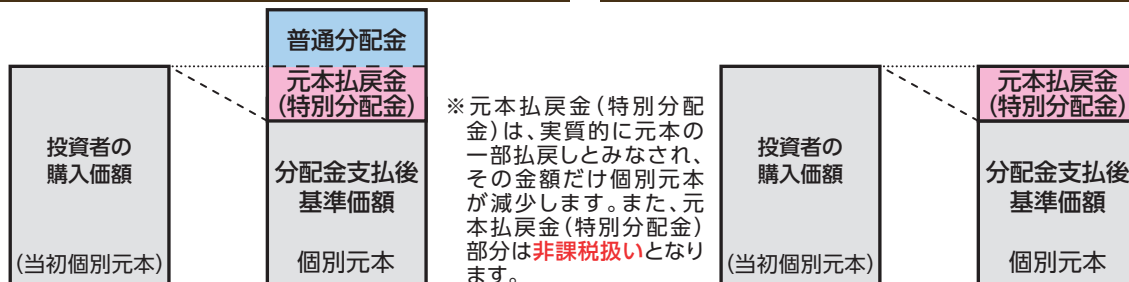 投資者の
購入価額
(当初個別元本)
普通分配金
元本払戻金
(特別分配金)
分配金支払後
基準価額
個別元本
※元本払戻金(特別分配
金)は、実質的に元本の
一部払戻しとみなされ、
その金額だけ個別元本
が減少します。また、元
本払戻金(特別分配金)
部分は非課税扱いとなり
ます。
投資者の
購入価額
(当初個別元本)
元本払戻金
(特別分配金)
分配金支払後
基準価額
個別元本